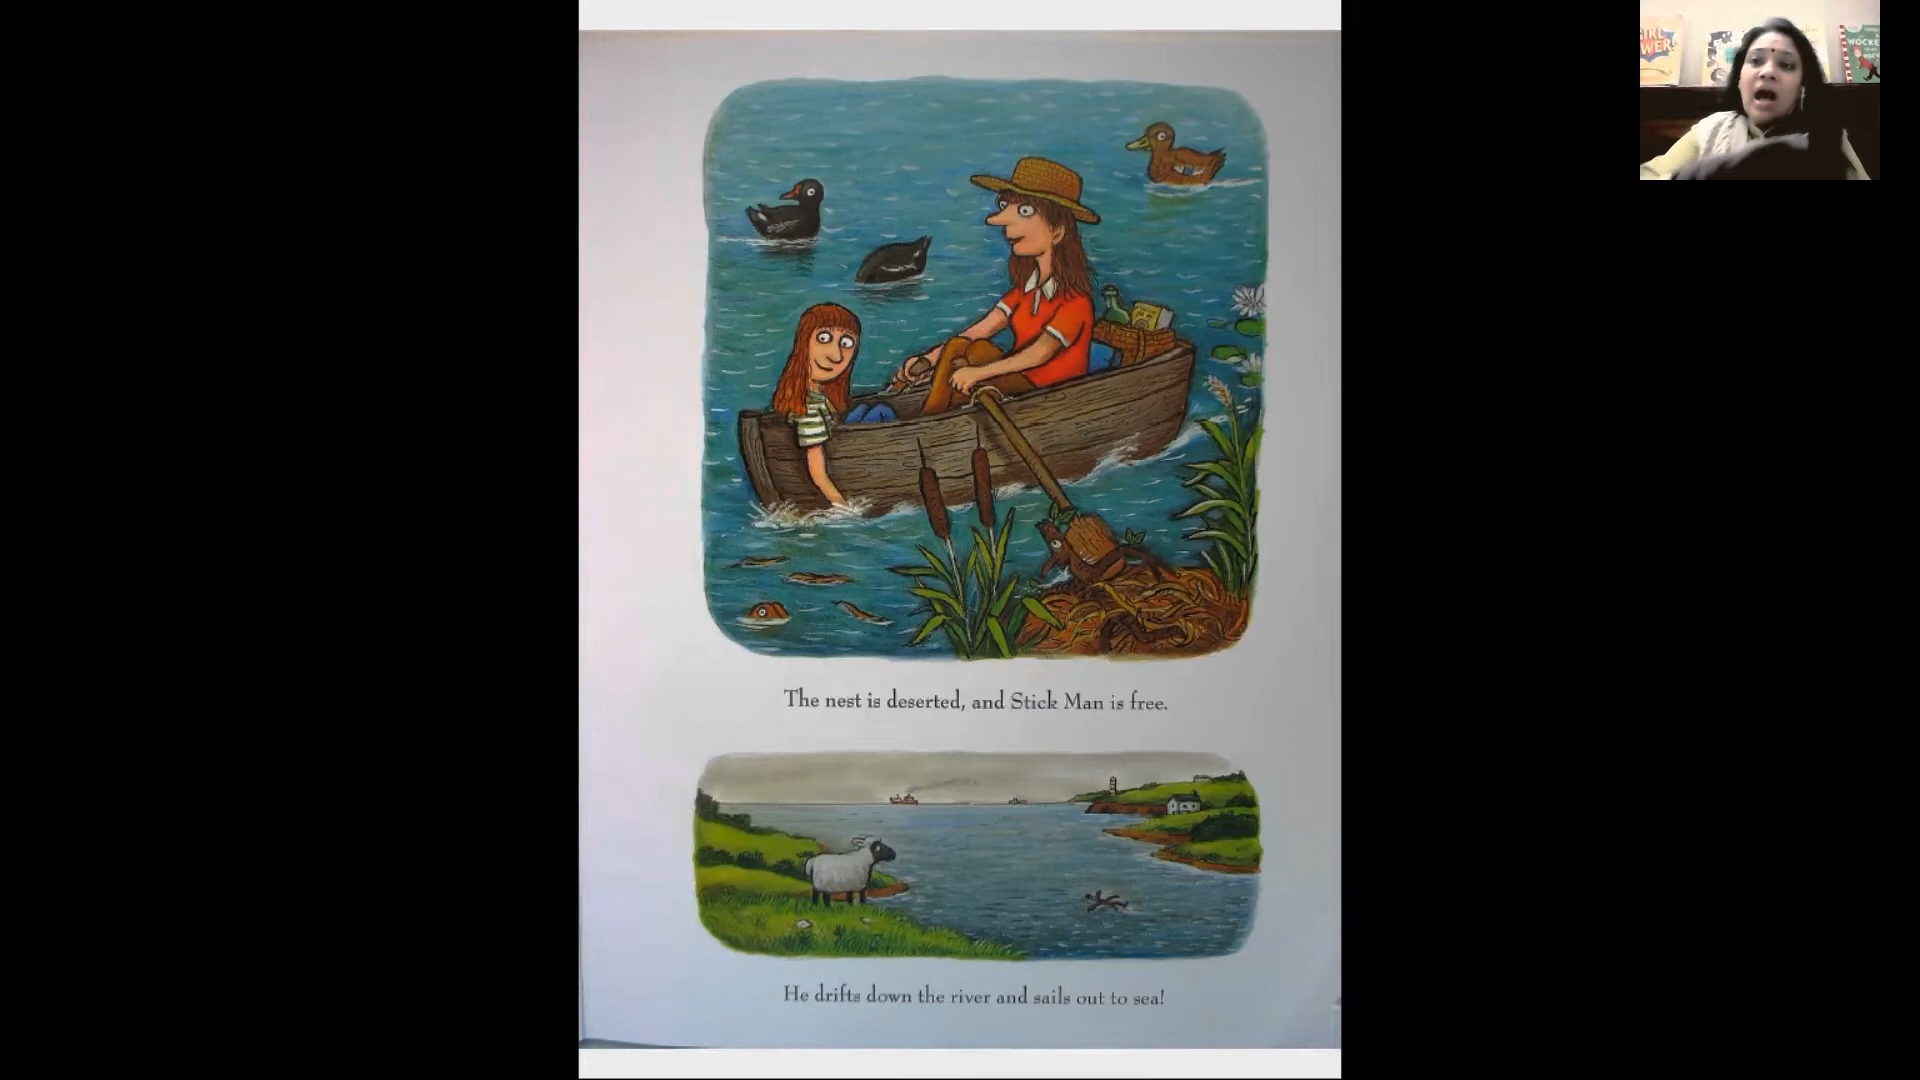 GIRL
The nest is deserted, and Stick Man is free.
He drifts down the river and sails out to sea!